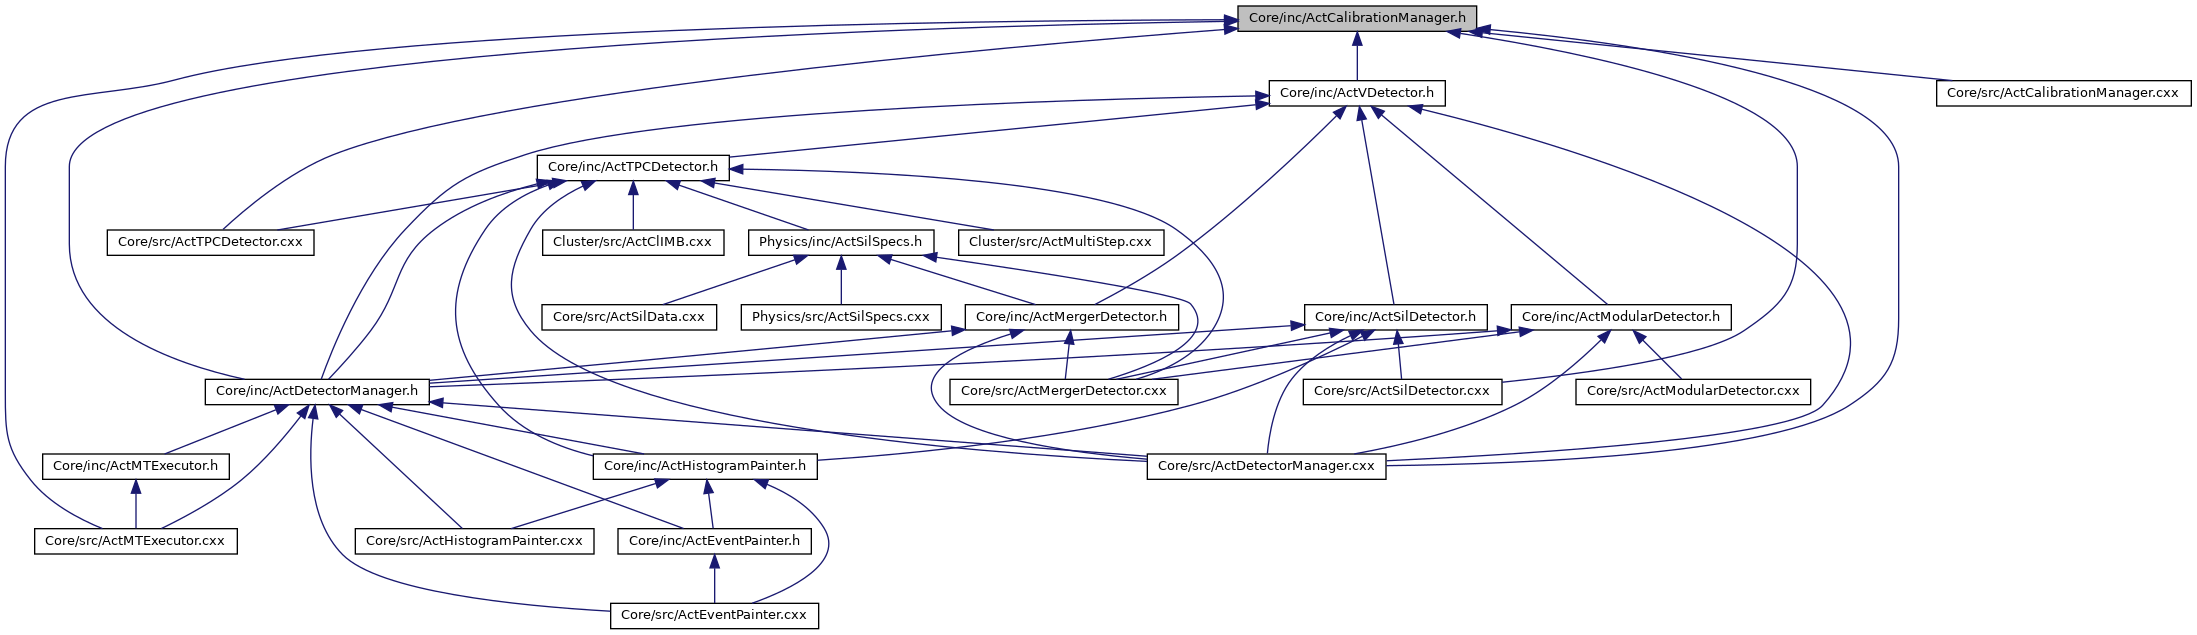 Core/inc/ActCalibrationManager.h
Core/inc/ActVDetector.h
Core/src/ActCalibrationManager.cxx
Core/inc/ActTPCDetector.h
Core/src/ActTPCDetector.cxx
Cluster/src/ActClIMB.cxx
Physics/inc/ActSilSpecs.h
Cluster/src/ActMultiStep.cxx
Core/src/ActSilData.cxx
Physics/src/ActSilSpecs.cxx
Core/inc/ActMergerDetector.h
Core/inc/ActSilDetector.h
Core/inc/ActModularDetector.h
Core/inc/ActDetectorManager.h
Core/src/ActMergerDetector.cxx
Core/src/ActSilDetector.cxx
Core/src/ActModularDetector.cxx
Core/inc/ActMTExecutor.h
Core/inc/ActHistogramPainter.h
Core/src/ActDetectorManager.cxx
Core/src/ActMTExecutor.cxx
Core/src/ActHistogramPainter.cxx
Core/inc/ActEventPainter.h
Core/src/ActEventPainter.cxx